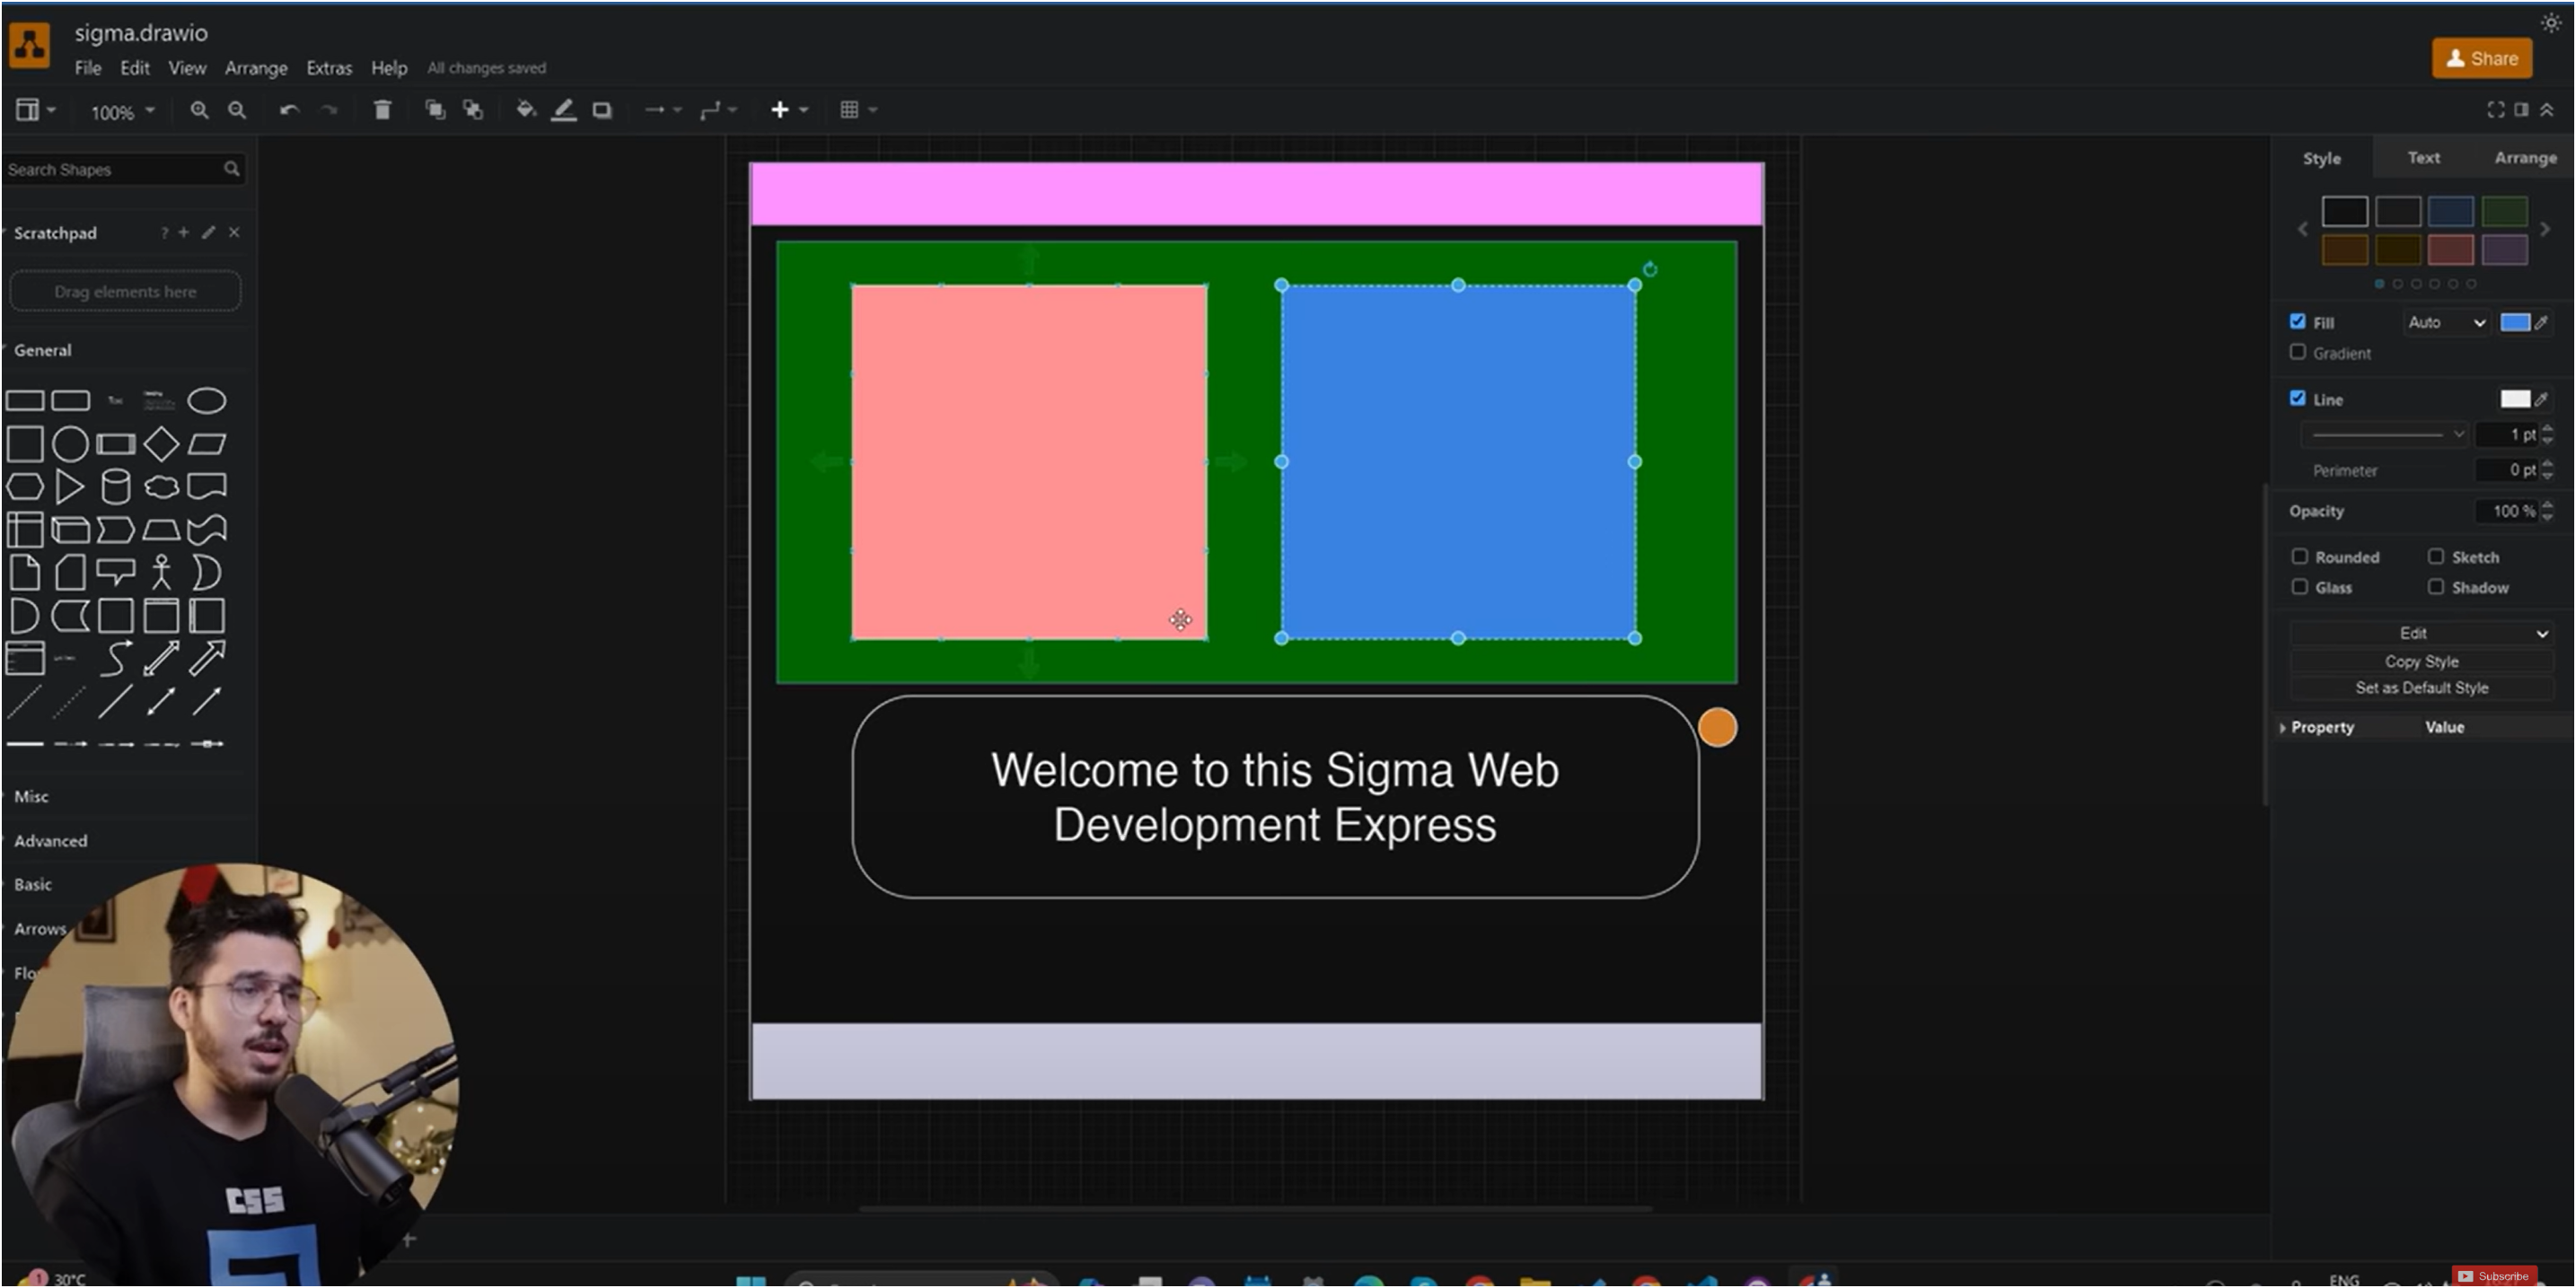 sigma.drawio
File Edit View Arrange Extras Help All changes saved
Share
100%
Search Shapes
Scratchpad ? + ×
Drag elements here
General
Text
Misc
Advanced
Basic
Arrows
Flo
Welcome to this Sigma Web
Development Express
Style Text Arrange
Fill Auto
Gradient
Line
1 pt
Perimeter 0 pt
Opacity 100 %
Rounded Sketch
Glass Shadow
Edit
Copy Style
Set as Default Style
Property Value
CSS
1
30°C
ENG
Subscribe